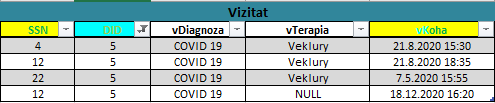 Vizitat
SSN DID vDiagnoza vTerapia vKoha
4 5 COVID 19 Veklury 21.8.2020 15:30
12 5 COVID 19 Veklury 21.8.2020 18:35
22 5 COVID 19 Veklury 7.5.2020 15:55
12 5 COVID 19 NULL 18.12.2020 16:20